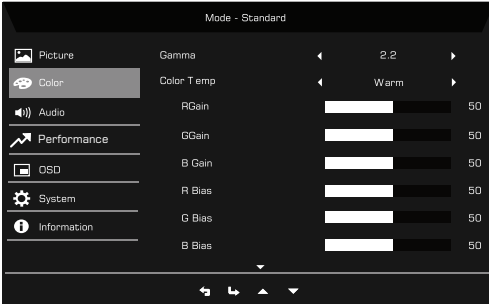 Mode - Standard
Picture
Color
Audio
Performance
OSD
System
Information
Gamma 2.2
Color Temp Warm
RGain 50
GGain 50
B Gain 50
R Bias 50
G Bias 50
B Bias 50